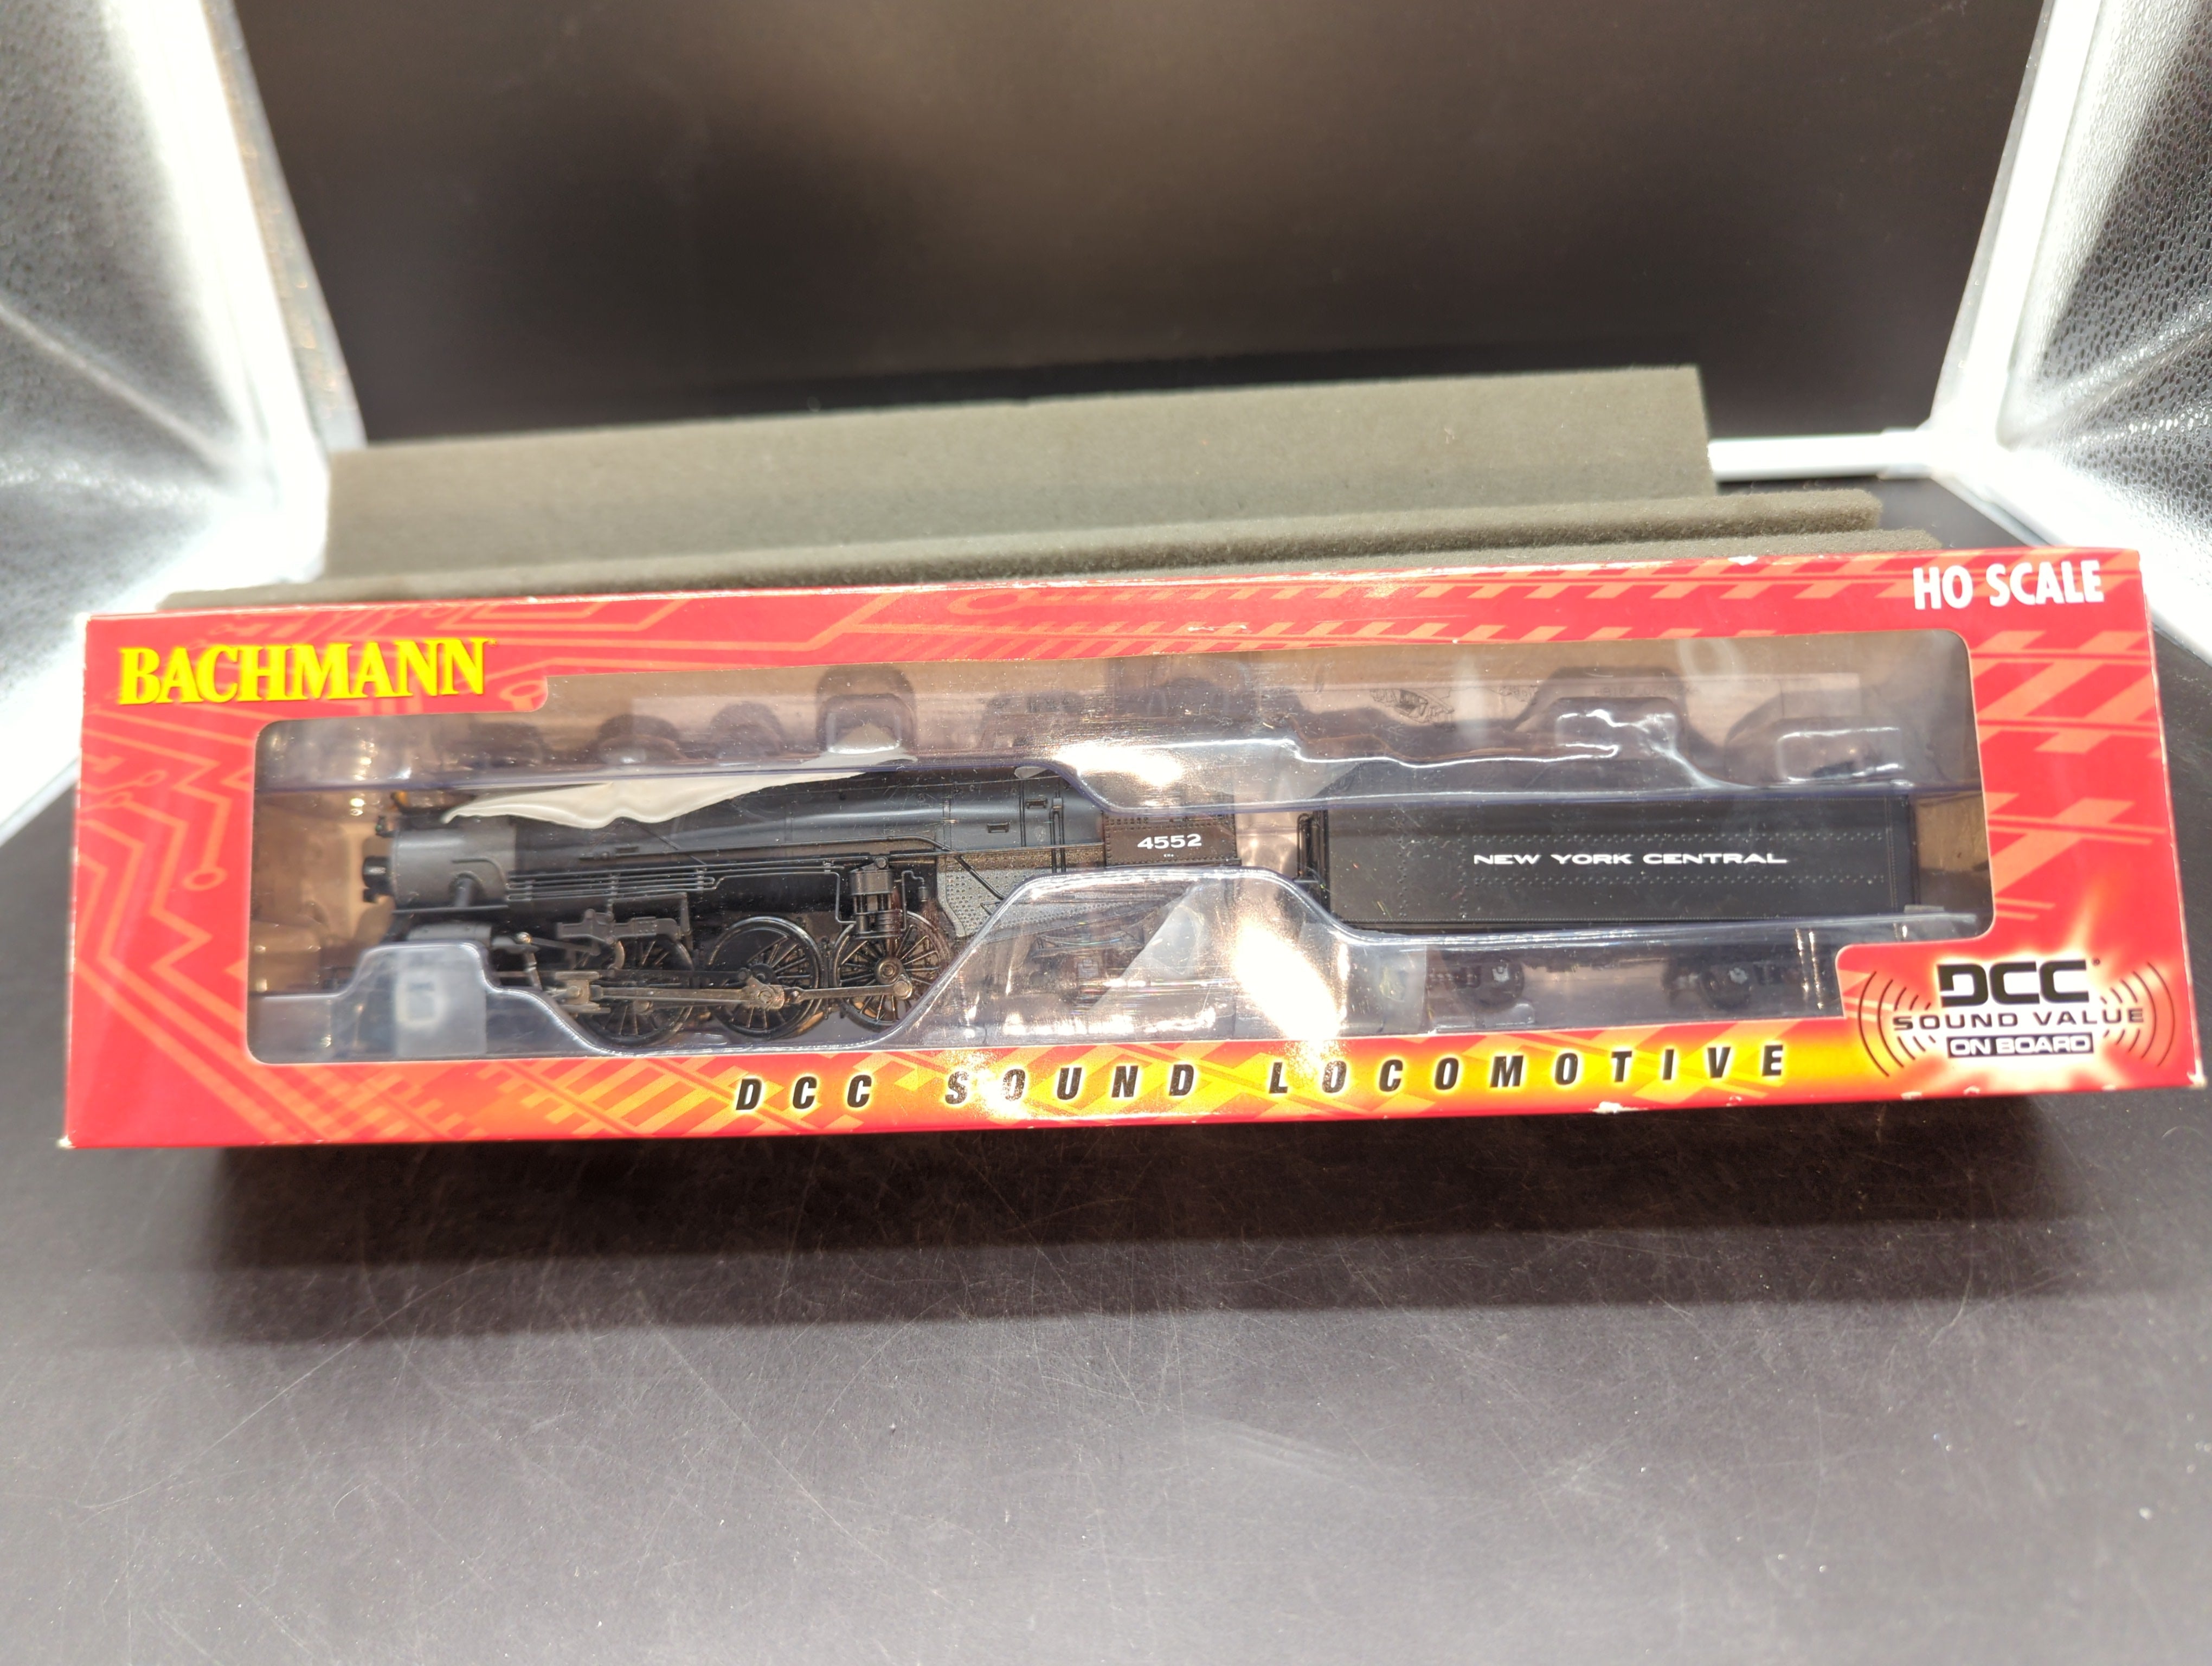 HO SCALE
BACHMANN
4552
NEW YORK CENTRAL
DCC
SOUND VALUE
ON BOARD
DCC SOUND LOCOMOTIVE